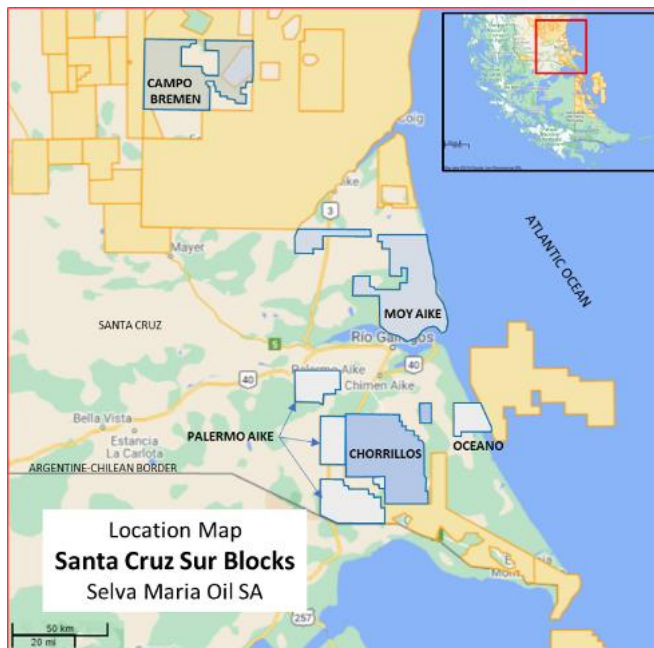 CAMPO
BREMEN
Coig
Aike
3
Mayer
ATLANTIC OCEAN
MOY AIKE
SANTA CRUZ
5
Río Gallegos
Palermo Aike
40
40
Chimen Aike
Bella Vista
Estancia
La Carlota
PALERMO AIKE
CHORRILLOS
OCEANO
ARGENTINE-CHILEAN BORDER
Location Map
Santa Cruz Sur Blocks
Selva Maria Oil SA
257
50 km
20 mi